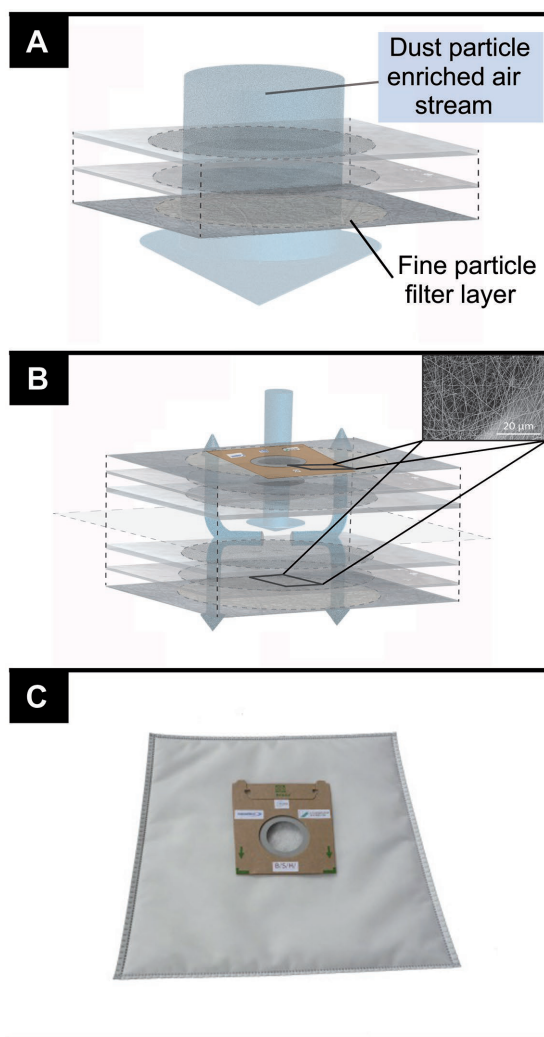 A
Dust particle
enriched air
stream
Fine particle
filter layer
B
20 µm
C
B/S/H/